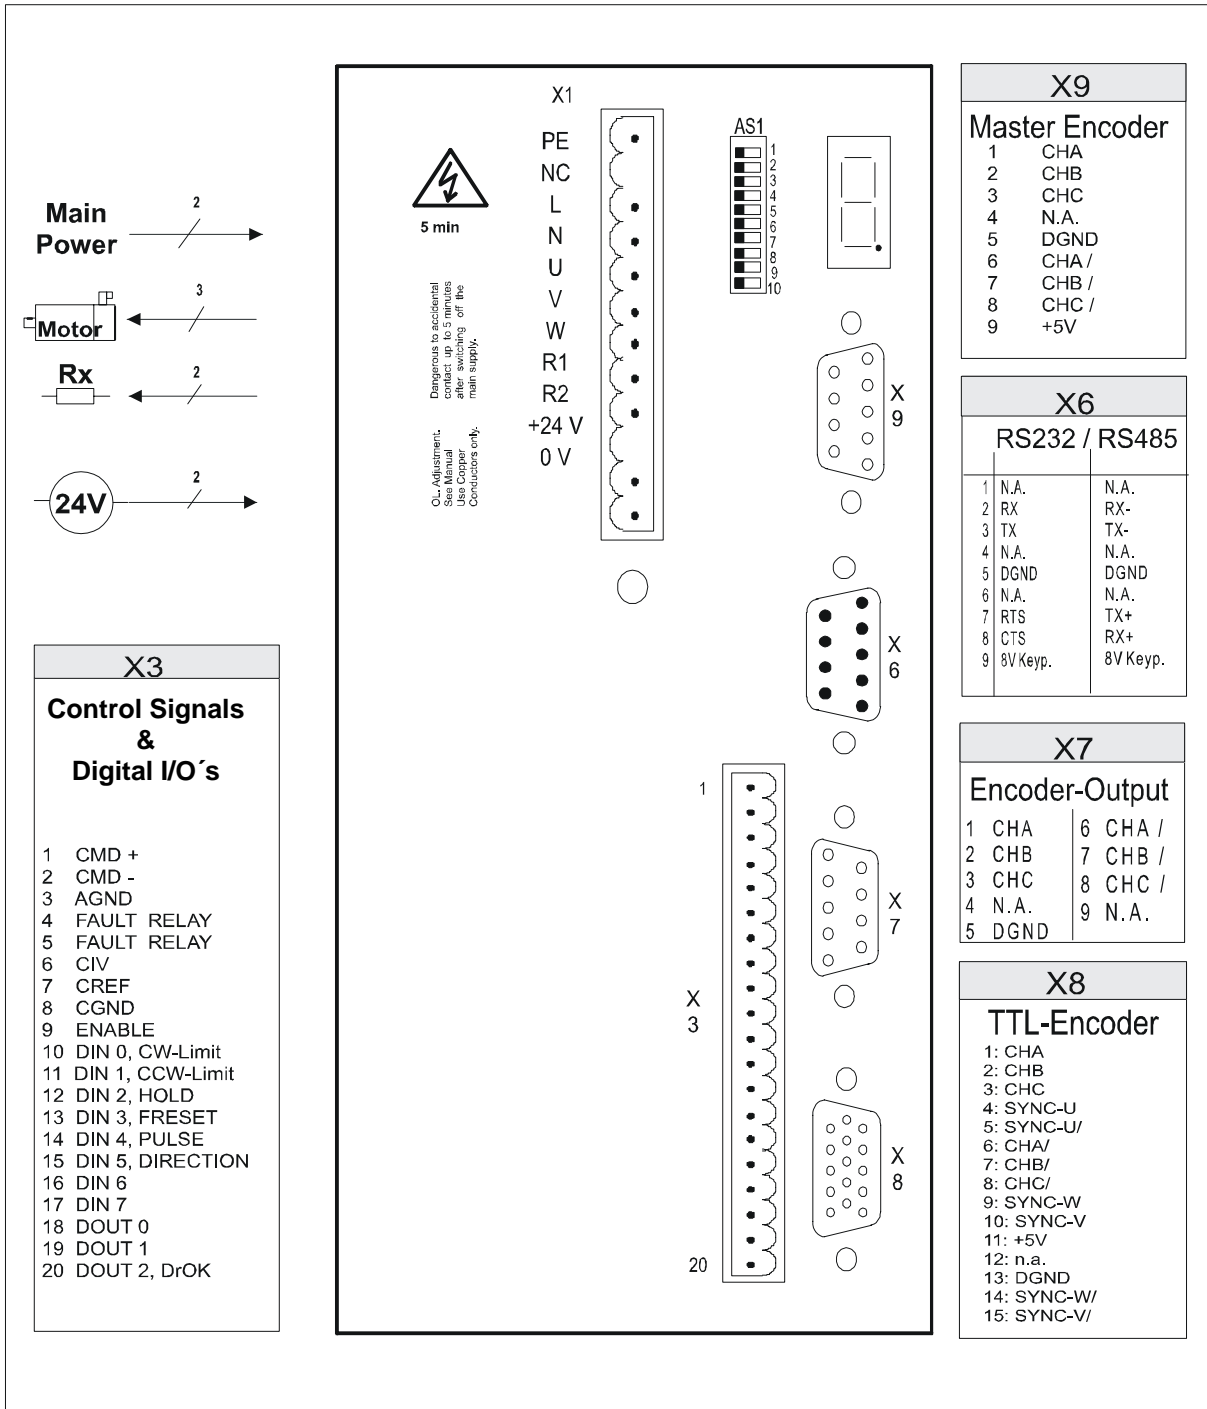 Main
Power
2
Motor
3
Rx
2
24V
2
X3
Control Signals
&
Digital I/O´s
1 CMD +
2 CMD -
3 AGND
4 FAULT RELAY
5 FAULT RELAY
6 CIV
7 CREF
8 CGND
9 ENABLE
10 DIN 0, CW-Limit
11 DIN 1, CCW-Limit
12 DIN 2, HOLD
13 DIN 3, FRESET
14 DIN 4, PULSE
15 DIN 5, DIRECTION
16 DIN 6
17 DIN 7
18 DOUT 0
19 DOUT 1
20 DOUT 2, DrOK
5 min
Dangerous to accidental
contact up to 5 minutes
after switching off the
main supply.
OL. Adjustment.
See Manual
Use Copper
Conductors only.
X1
PE
NC
L
N
U
V
W
R1
R2
+24 V
0 V
AS1
1
2
3
4
5
6
7
8
9
10
X
9
X
6
1
X
3
20
X
7
X
8
X9
Master Encoder
1 CHA
2 CHB
3 CHC
4 N.A.
5 DGND
6 CHA /
7 CHB /
8 CHC /
9 +5V
X6
RS232 / RS485
1 N.A. N.A.
2 RX RX-
3 TX TX-
4 N.A. N.A.
5 DGND DGND
6 N.A. N.A.
7 RTS TX+
8 CTS RX+
9 8V Keyp. 8V Keyp.
X7
Encoder-Output
1 CHA 6 CHA /
2 CHB 7 CHB /
3 CHC 8 CHC /
4 N.A. 9 N.A.
5 DGND
X8
TTL-Encoder
1: CHA
2: CHB
3: CHC
4: SYNC-U
5: SYNC-U/
6: CHA/
7: CHB/
8: CHC/
9: SYNC-W
10: SYNC-V
11: +5V
12: n.a.
13: DGND
14: SYNC-W/
15: SYNC-V/